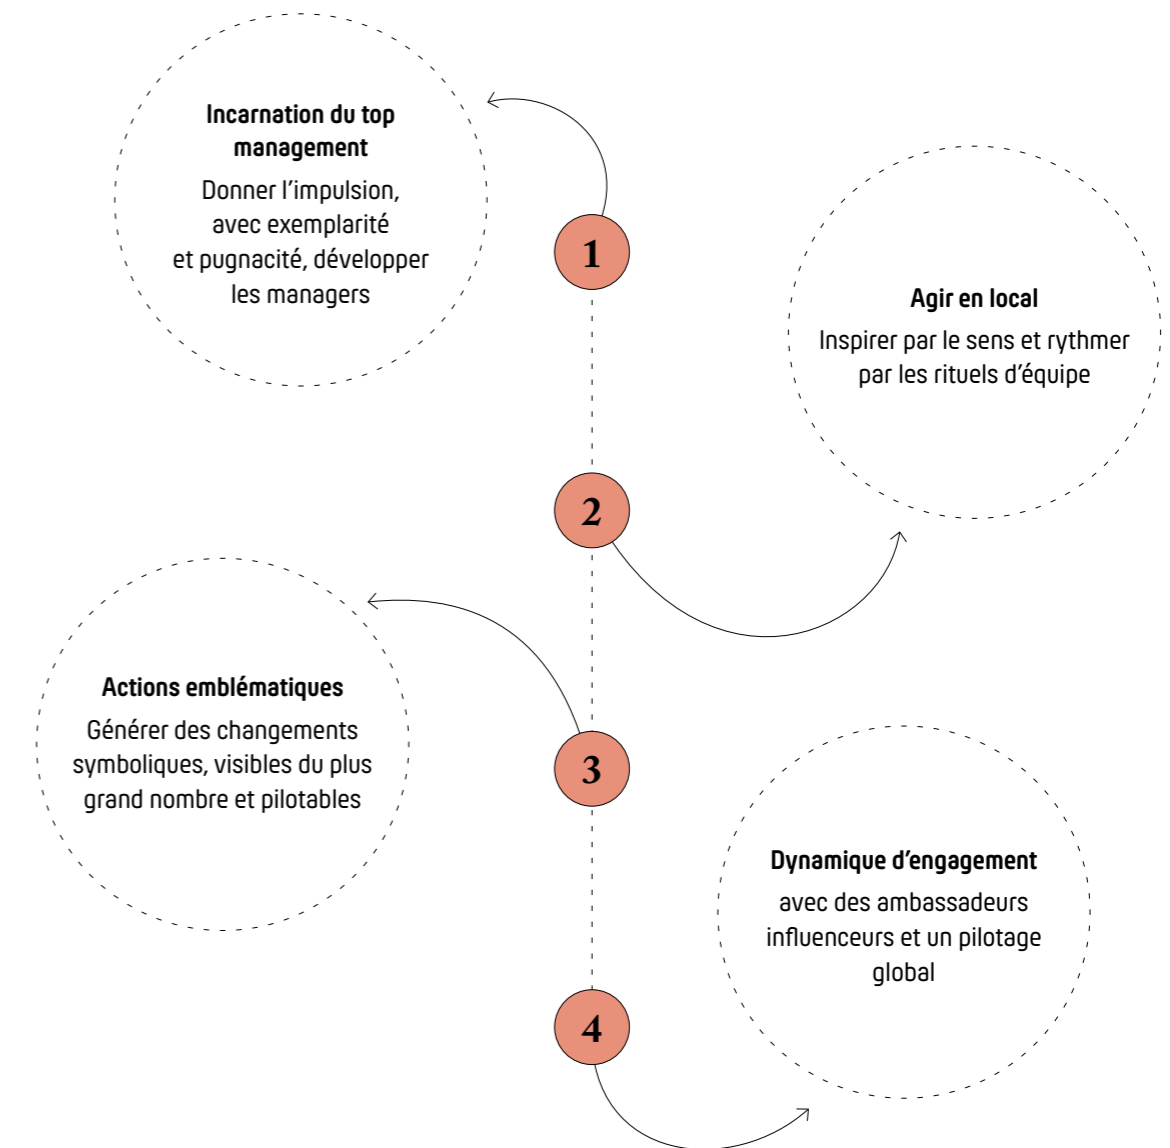 1
Incarnation du top
management
Donner l’impulsion,
avec exemplarité
et pugnacité, développer
les managers
2
Agir en local
Inspirer par le sens et rythmer
par les rituels d’équipe
3
Actions emblématiques
Générer des changements
symboliques, visibles du plus
grand nombre et pilotables
4
Dynamique d’engagement
avec des ambassadeurs
influenceurs et un pilotage
global